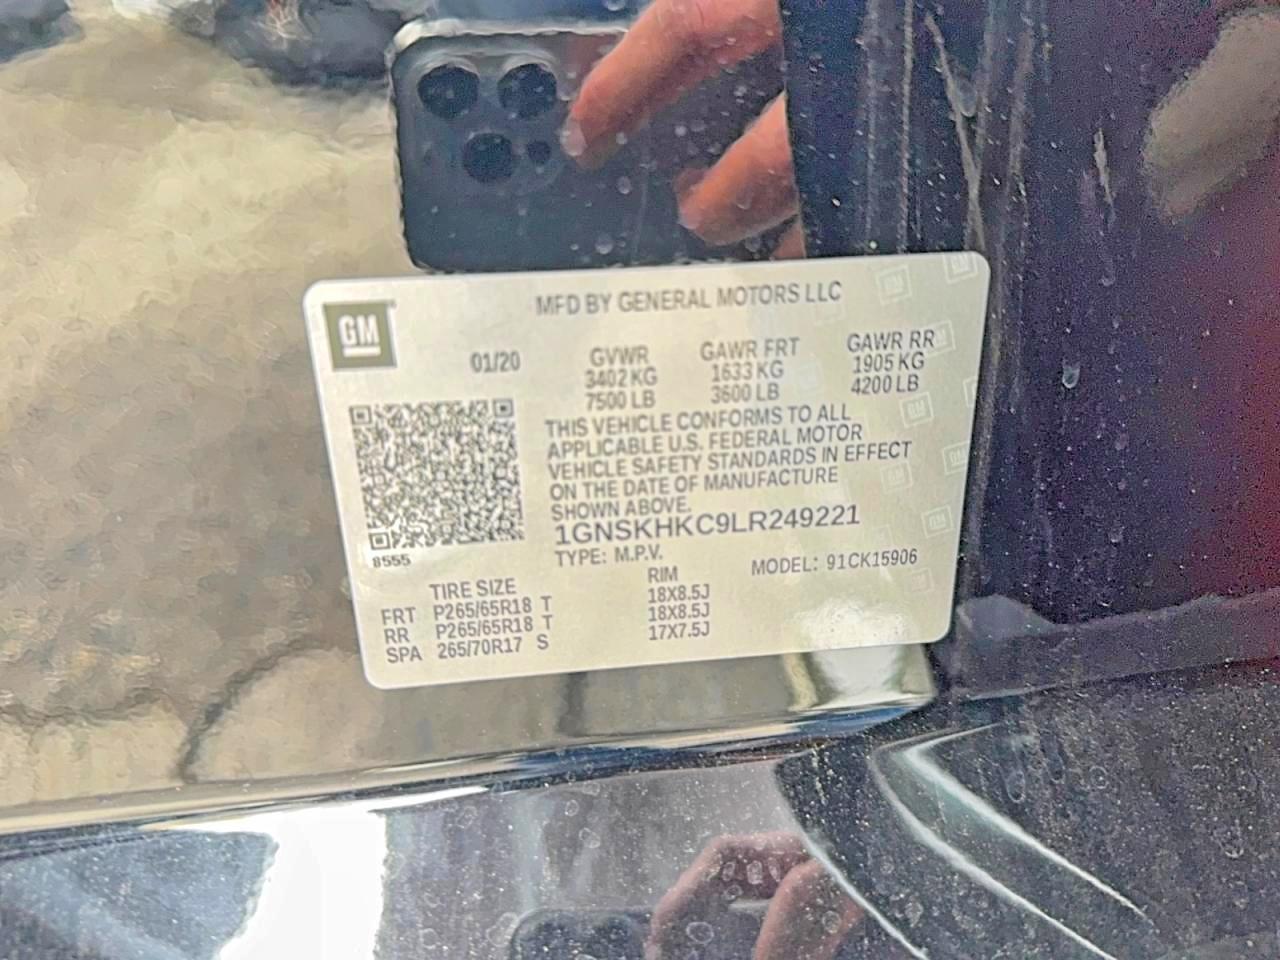 GM
MFD BY GENERAL MOTORS LLC
01/20
GVWR GAWR FRT GAWR RR
3402 KG 1633 KG 1905 KG
7500 LB 3600 LB 4200 LB
THIS VEHICLE CONFORMS TO ALL
APPLICABLE U.S. FEDERAL MOTOR
VEHICLE SAFETY STANDARDS IN EFFECT
ON THE DATE OF MANUFACTURE
SHOWN ABOVE.
1GNSKHKC9LR249221
8555
TYPE: M.P.V. MODEL: 91CK15906
TIRE SIZE RIM
FRT P265/65R18 T 18X8.5J
RR P265/65R18 T 18X8.5J
SPA 265/70R17 S 17X7.5J